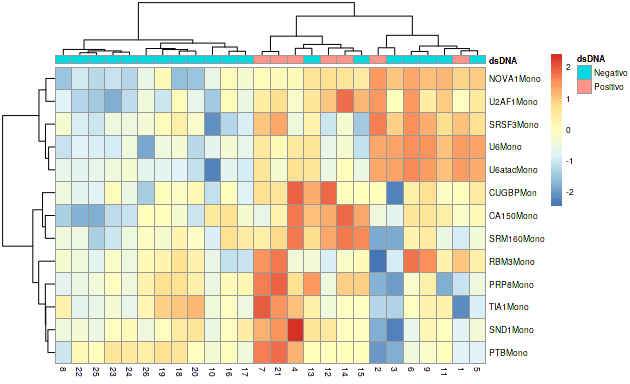 dsDNA
NOVA1Mono
U2AF1Mono
SRSF3Mono
U6Mono
U6atacMono
CUGBPMon
CA150Mono
SRM160Mono
RBM3Mono
PRP8Mono
TIA1Mono
SND1Mono
PTBMono
8 22 25 23 24 26 19 18 20 10 16 17 7 21 4 13 12 14 15 2 3 6 9 11 1 5
2
1
0
-1
-2
dsDNA
Negativo
Positivo